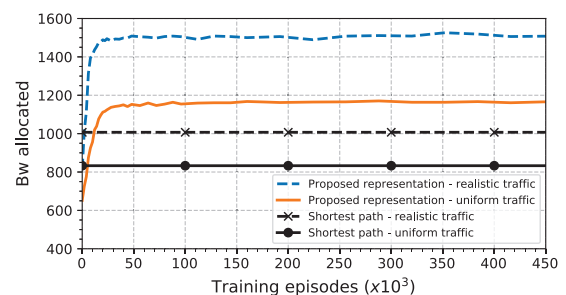 1600
1400
1200
1000
800
600
400
Bw allocated
Proposed representation - realistic traffic
Proposed representation - uniform traffic
Shortest path - realistic traffic
Shortest path - uniform traffic
0 50 100 150 200 250 300 350 400 450
Training episodes (x10³)